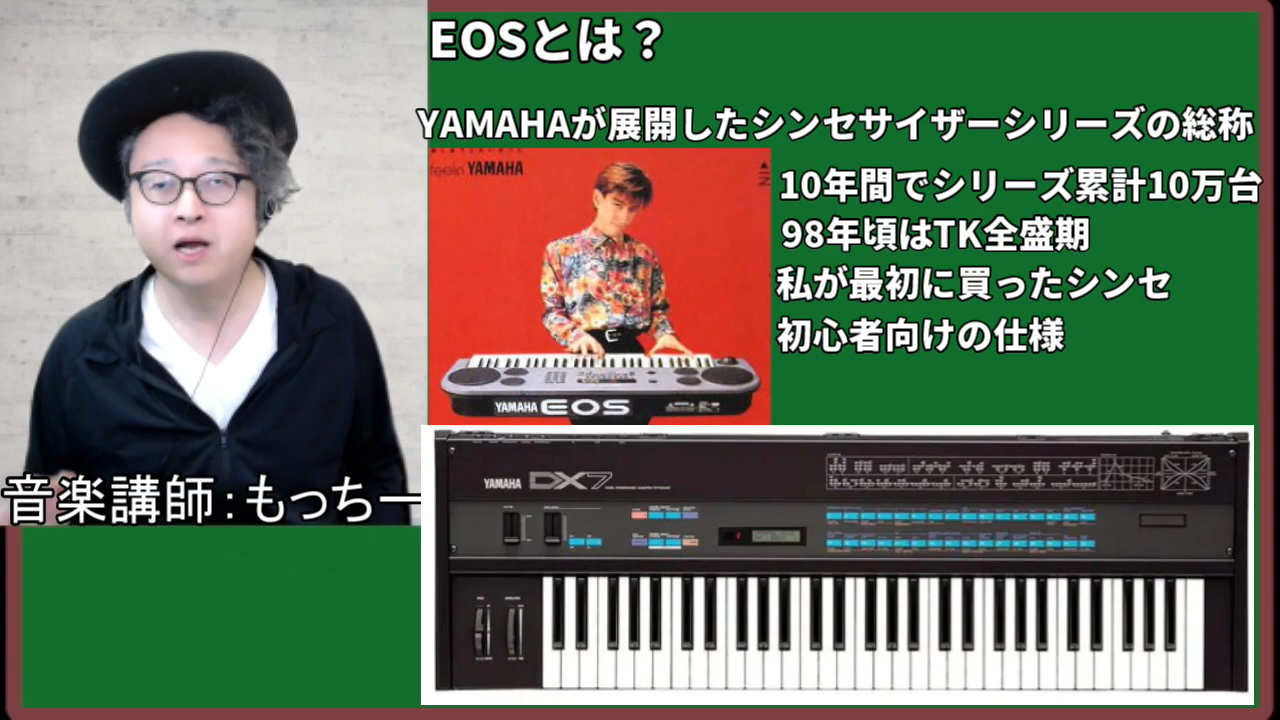 EOSとは？
YAMAHAが展開したシンセサイザーシリーズの総称
feelin' YAMAHA
10年間でシリーズ累計10万台
98年頃はTK全盛期
私が最初に買ったシンセ
初心者向けの仕様
YAMAHA EOS
音楽講師：もっちー
YAMAHA DX7